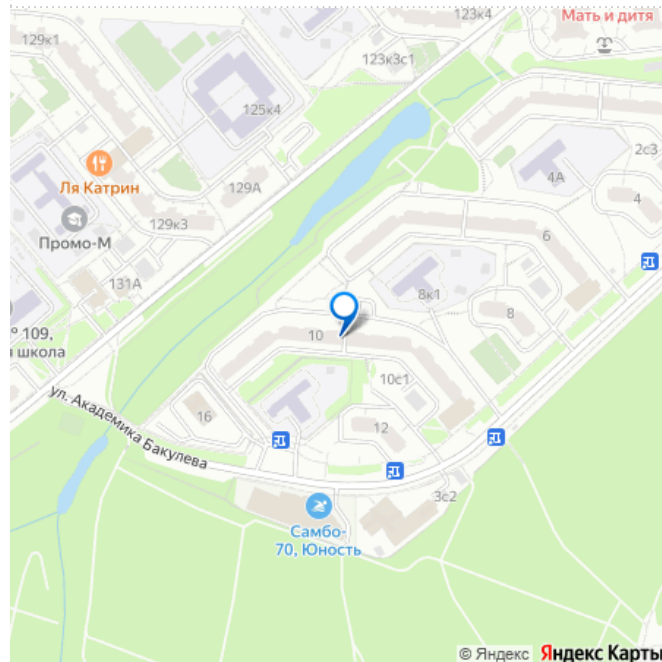 129к1
123к4
Мать и дитя
123к3с1
125к4
2с3
4А
Ля Катрин
129А
4
Промо-М
129к3
6
131А
8к1
° 109,
я школа
8
10
10с1
16
12
ул. Академика Бакулева
3с2
Самбо-
70, Юность
© Яндекс Яндекс Карты